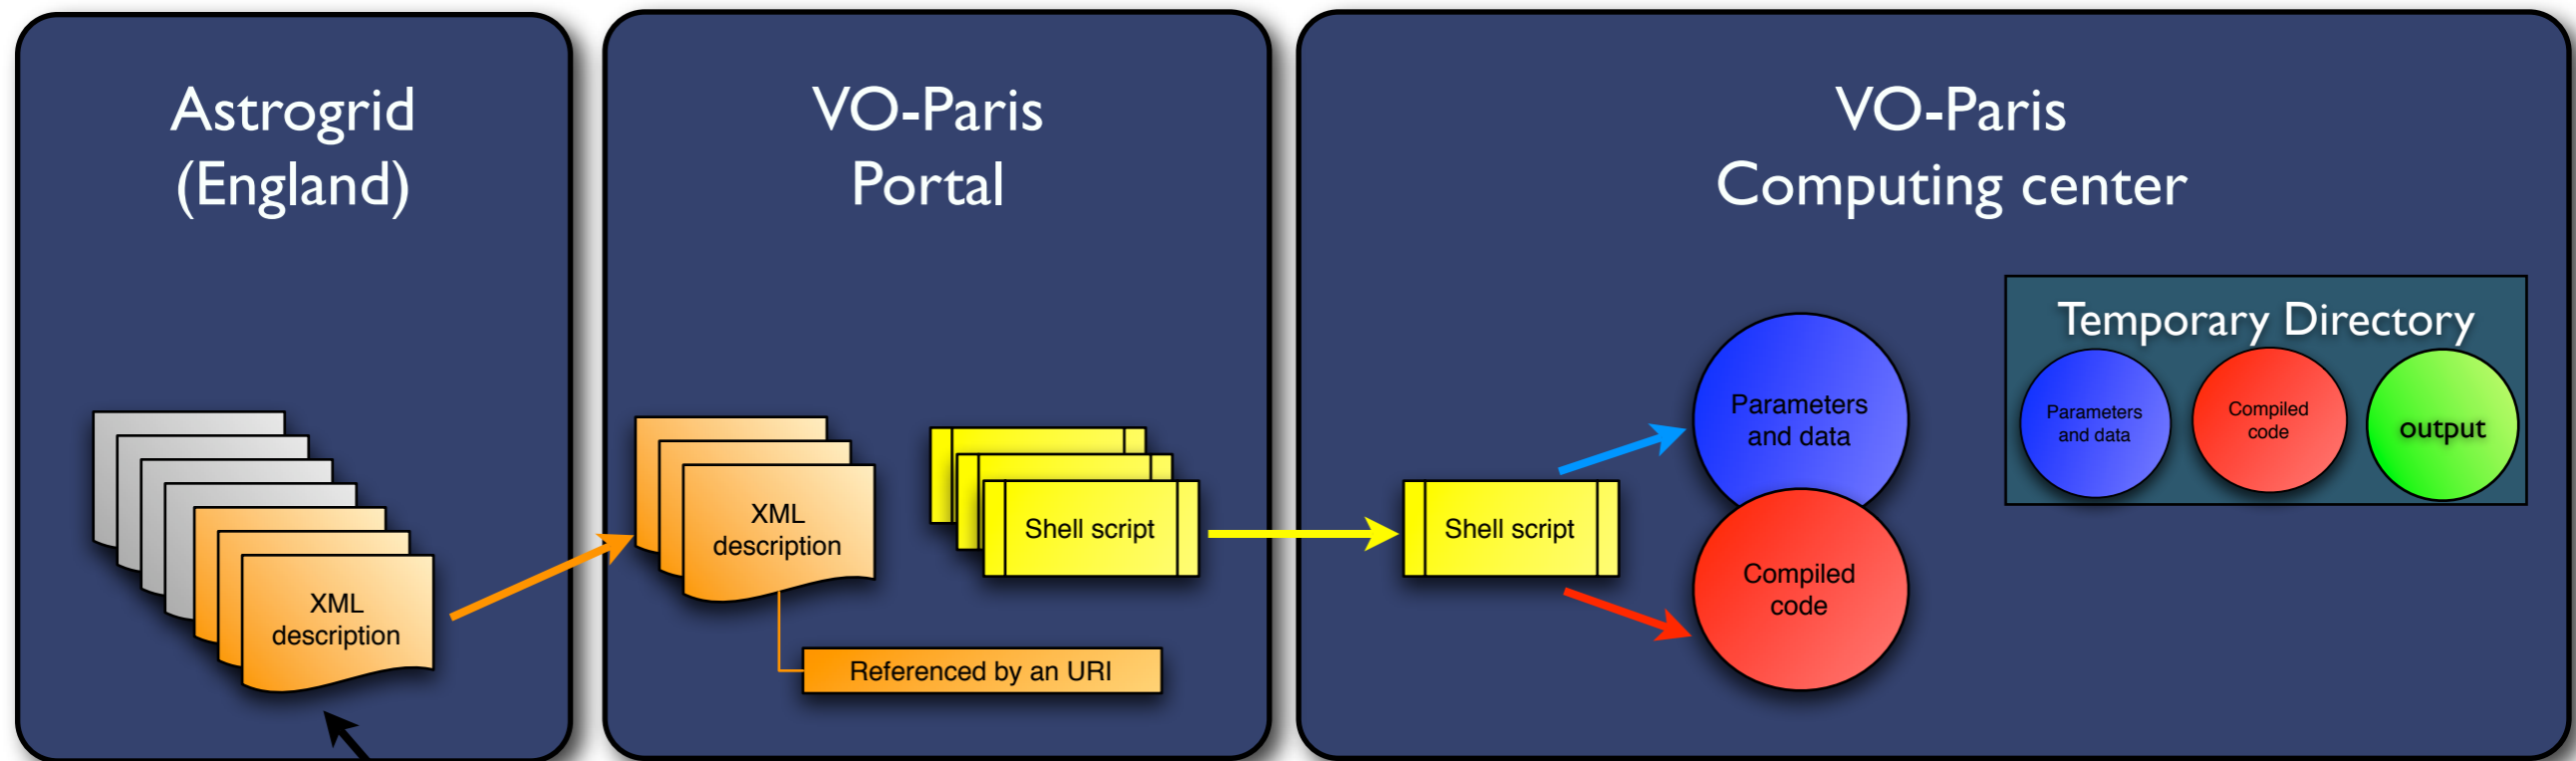 Astrogrid
(England)
XML
description
VO-Paris
Portal
XML
description
Shell script
Referenced by an URI
VO-Paris
Computing center
Shell script
Parameters
and data
Compiled
code
Temporary Directory
Parameters
and data
Compiled
code
output